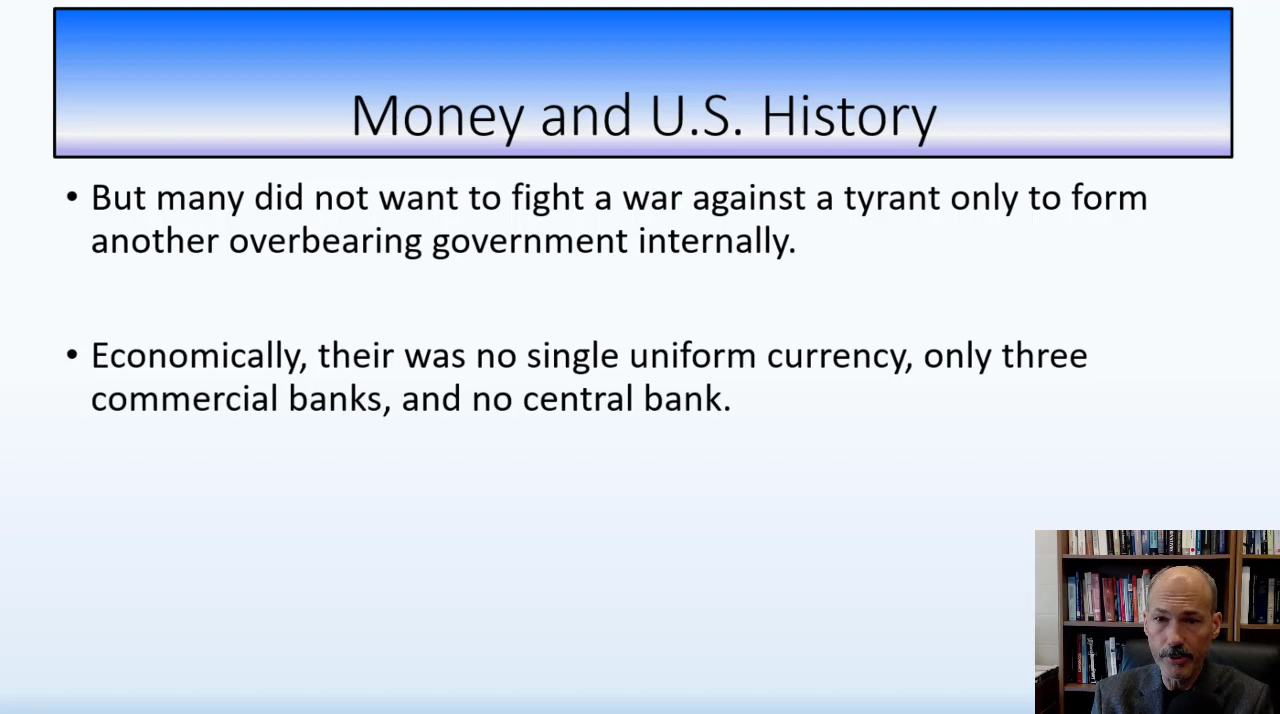 Money and U.S. History
• But many did not want to fight a war against a tyrant only to form
another overbearing government internally.
• Economically, their was no single uniform currency, only three
commercial banks, and no central bank.